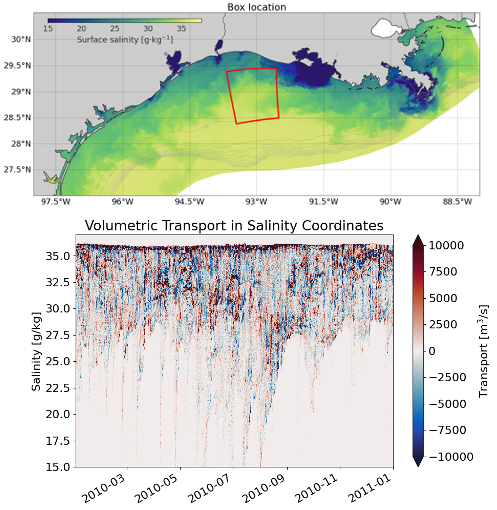 Box location
30.5°N
30°N
29.5°N
28.5°N
27.5°N
15 20 25 30 35
Surface salinity [g·kg⁻¹]
97.5°W 96°W 94.5°W 93°W 91.5°W 90°W 88.5°W
Volumetric Transport in Salinity Coordinates
Salinity [g/kg]
35.0
32.5
30.0
27.5
25.0
22.5
20.0
17.5
15.0
2010-03 2010-05 2010-07 2010-09 2010-11 2011-01
10000
7500
5000
2500
0
−2500
−5000
−7500
−10000
Transport [m³/s]